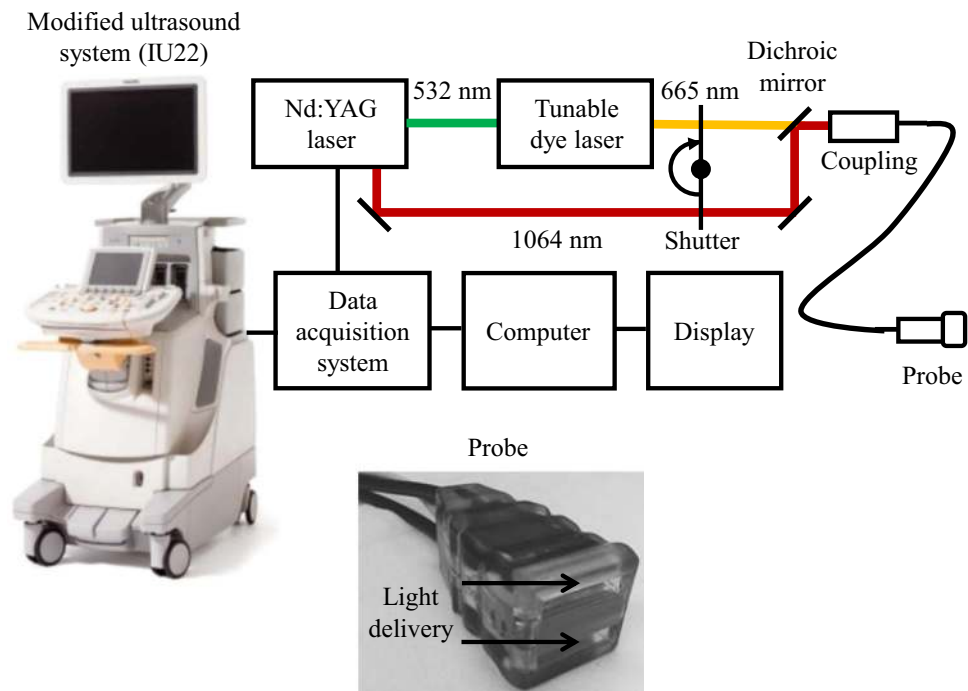 Modified ultrasound
system (IU22)
Nd:YAG
laser
532 nm
Tunable
dye laser
665 nm
Dichroic
mirror
Coupling
1064 nm
Shutter
Data
acquisition
system
Computer
Display
Probe
Probe
Light
delivery